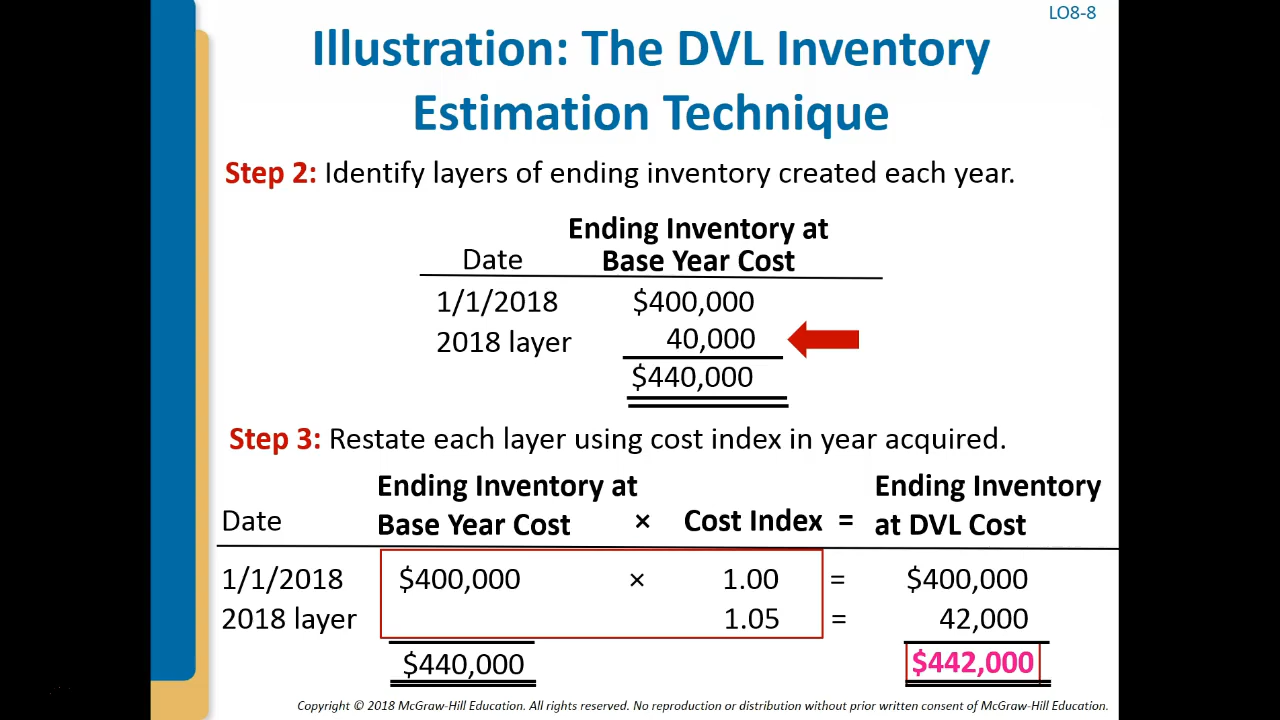 LO8-8
Illustration: The DVL Inventory
Estimation Technique
Step 2: Identify layers of ending inventory created each year.
Ending Inventory at
Date Base Year Cost
1/1/2018 $400,000
2018 layer 40,000
$440,000
Step 3: Restate each layer using cost index in year acquired.
Ending Inventory at Ending Inventory
Date Base Year Cost × Cost Index = at DVL Cost
1/1/2018 $400,000 × 1.00 = $400,000
2018 layer 1.05 = 42,000
$440,000 $442,000
Copyright © 2018 McGraw-Hill Education. All rights reserved. No reproduction or distribution without prior written consent of McGraw-Hill Education.